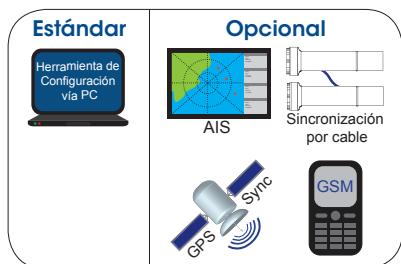 Estándar
Opcional
Herramienta de
Configuración
vía PC
AIS
Sincronización
por cable
GPS
Sync
GSM